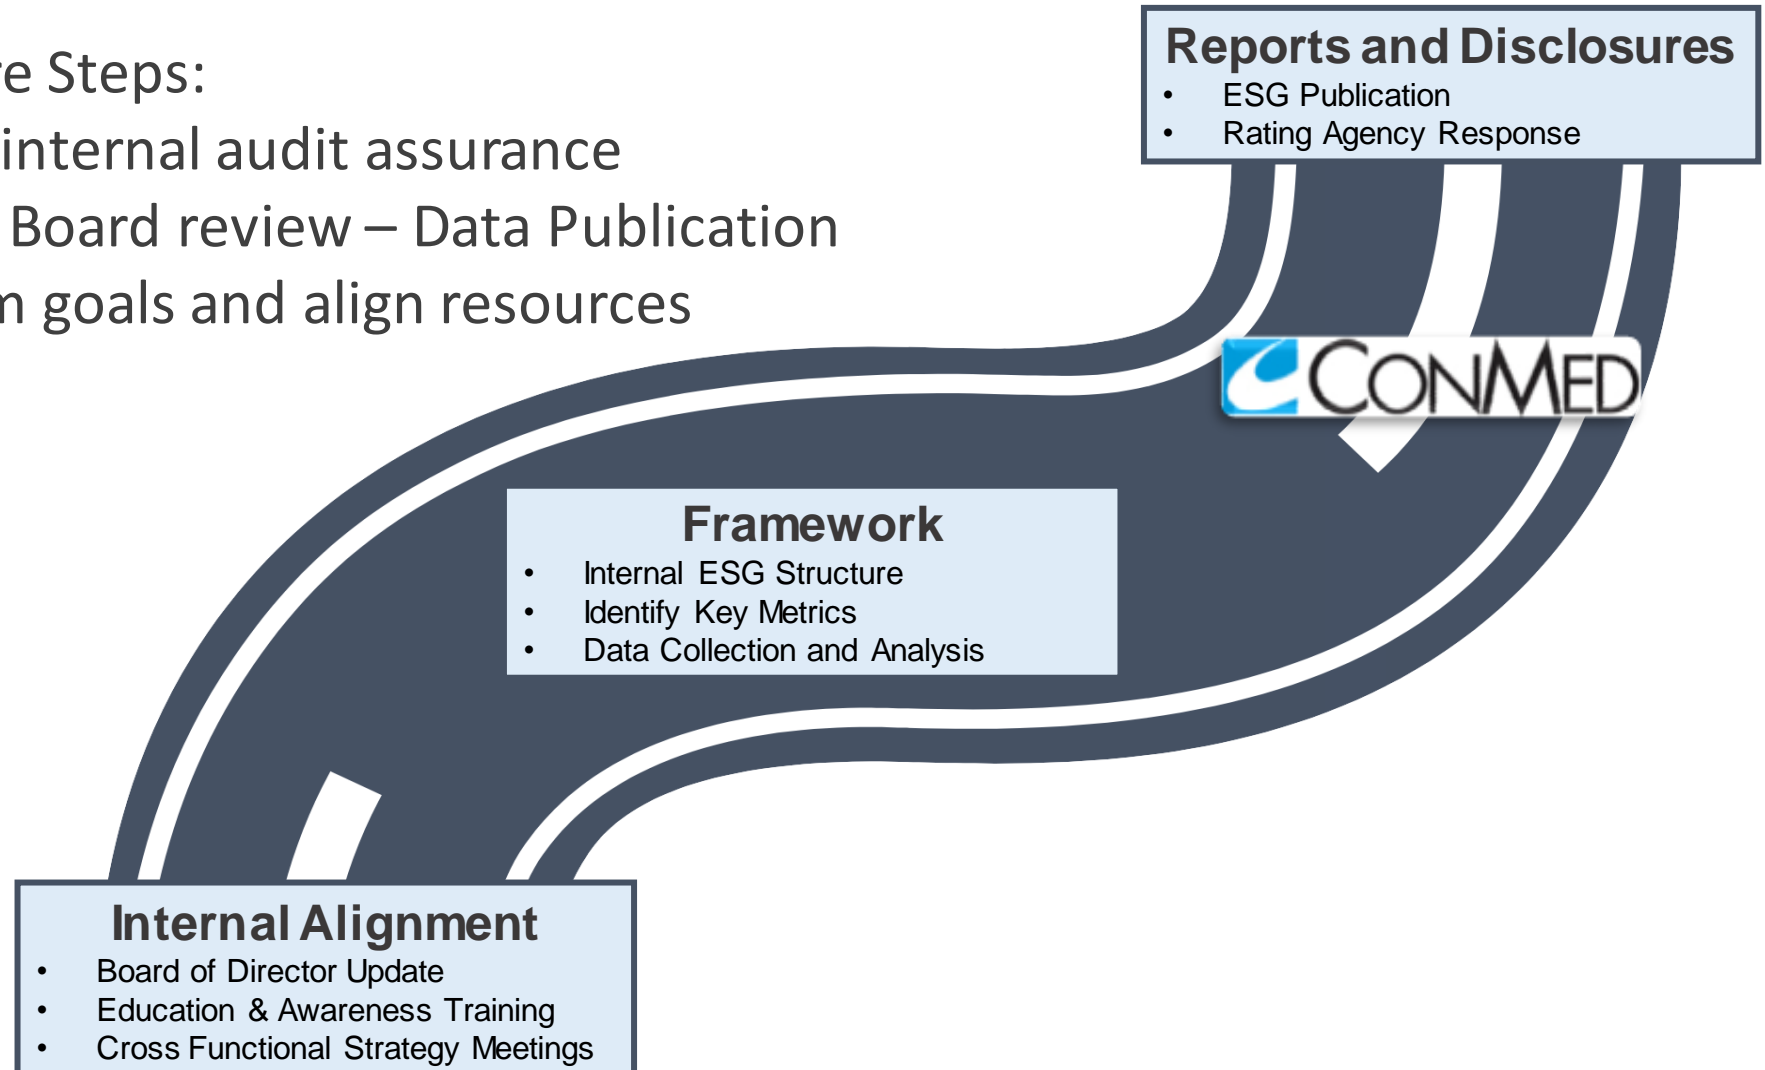 Steps:
internal audit assurance
Board review – Data Publication
goals and align resources
Reports and Disclosures
• ESG Publication
• Rating Agency Response
CONMED
Framework
• Internal ESG Structure
• Identify Key Metrics
• Data Collection and Analysis
Internal Alignment
• Board of Director Update
• Education & Awareness Training
• Cross Functional Strategy Meetings